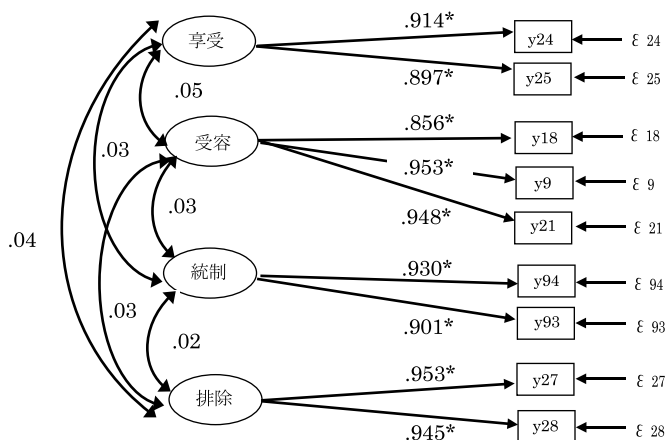 享受
.914*
y24
ε 24
.897*
y25
ε 25
.05
受容
.856*
y18
ε 18
.953*
y9
ε 9
.948*
y21
ε 21
.03
.03
.04
統制
.930*
y94
ε 94
.901*
y93
ε 93
.03
.02
排除
.953*
y27
ε 27
.945*
y28
ε 28